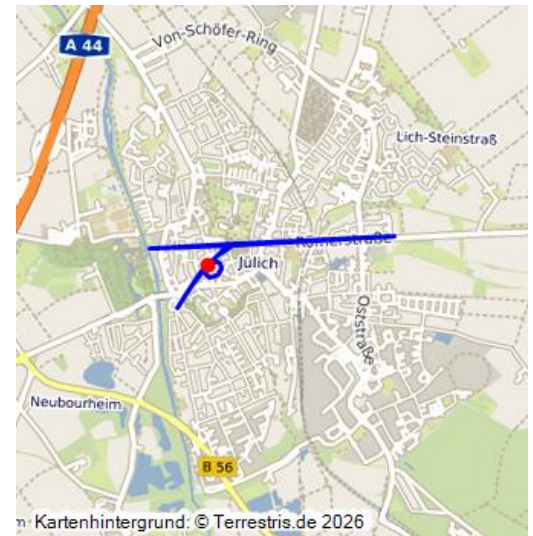 Von-Schöfer-Ring
A 44
Lich-Steinstraß
Römerstraße
Jülich
Oststraße
Neubourheim
B 56
m Kartenhintergrund: © Terrestris.de 2026